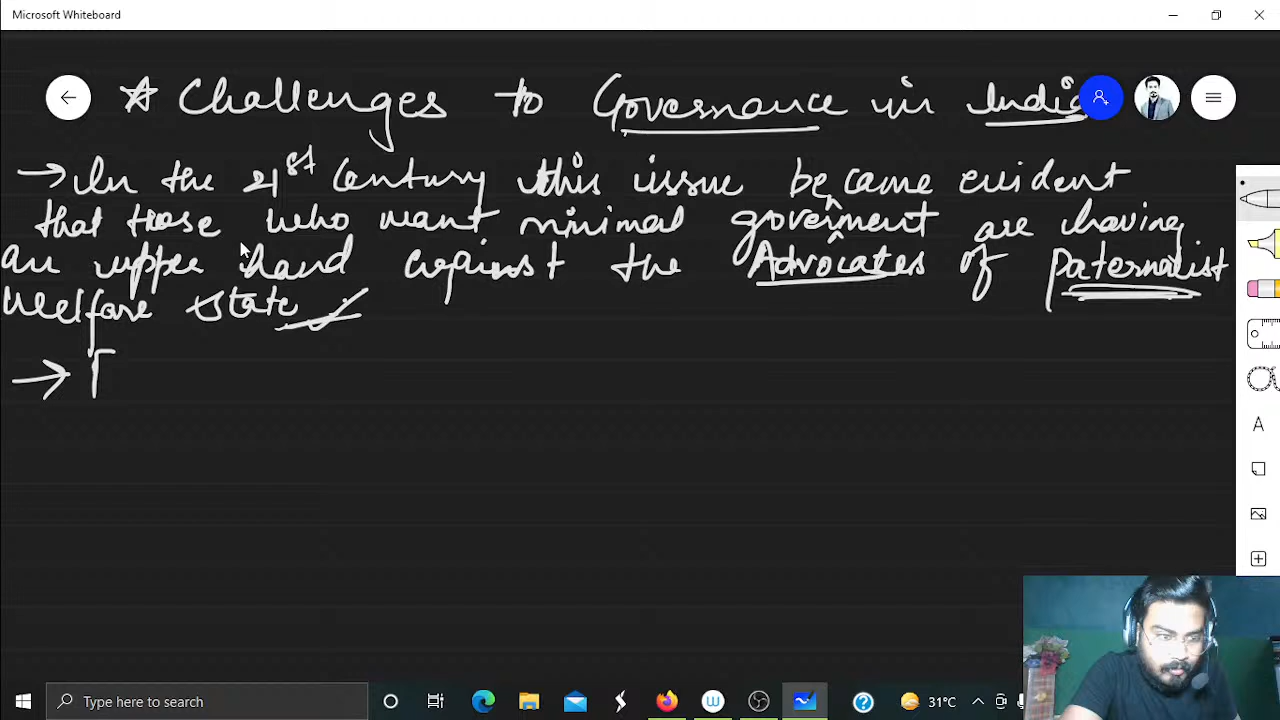 Microsoft Whiteboard
☆ Challenges to Governance in India
→ In the 21st Century this issue became evident
that those who want minimal government are having
an upper hand against the Advocates of paternalist
Welfare state
→
Type here to search
31°C